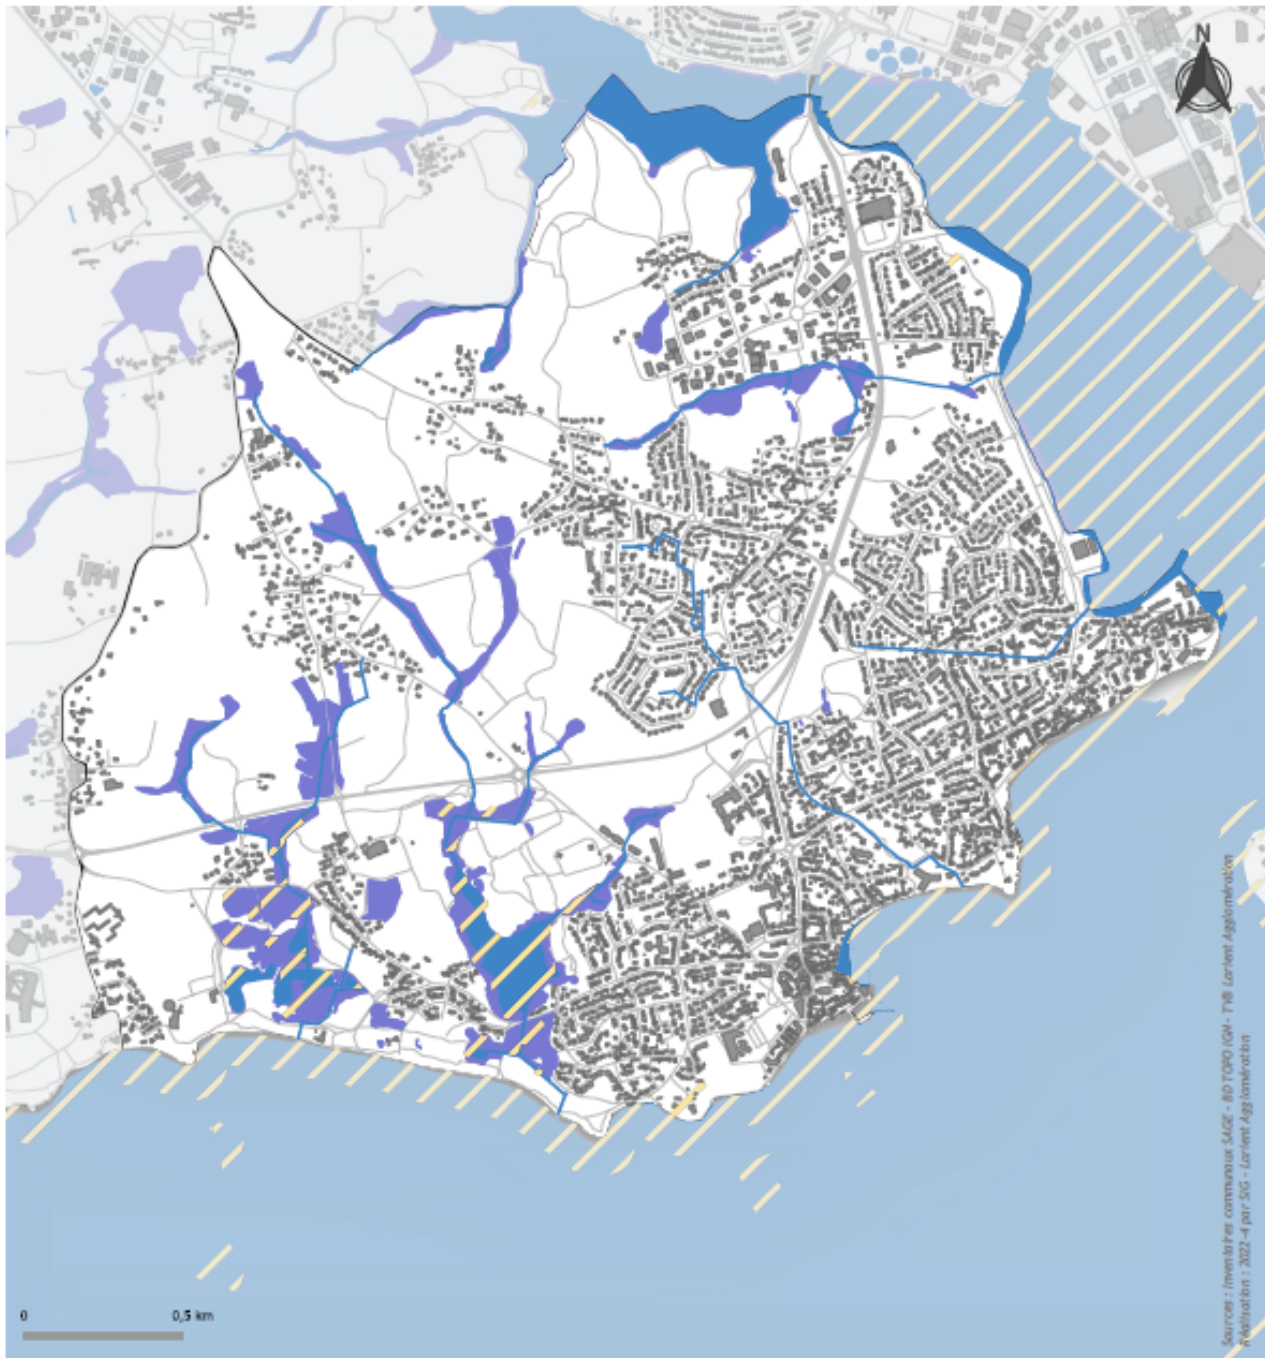 N
0 0,5 km
Sources : Inventaires communaux SAGE - BD TOPO IGN - TVB Lorient Agglomération
Réalisation : 2022-4 par SIG - Lorient Agglomération